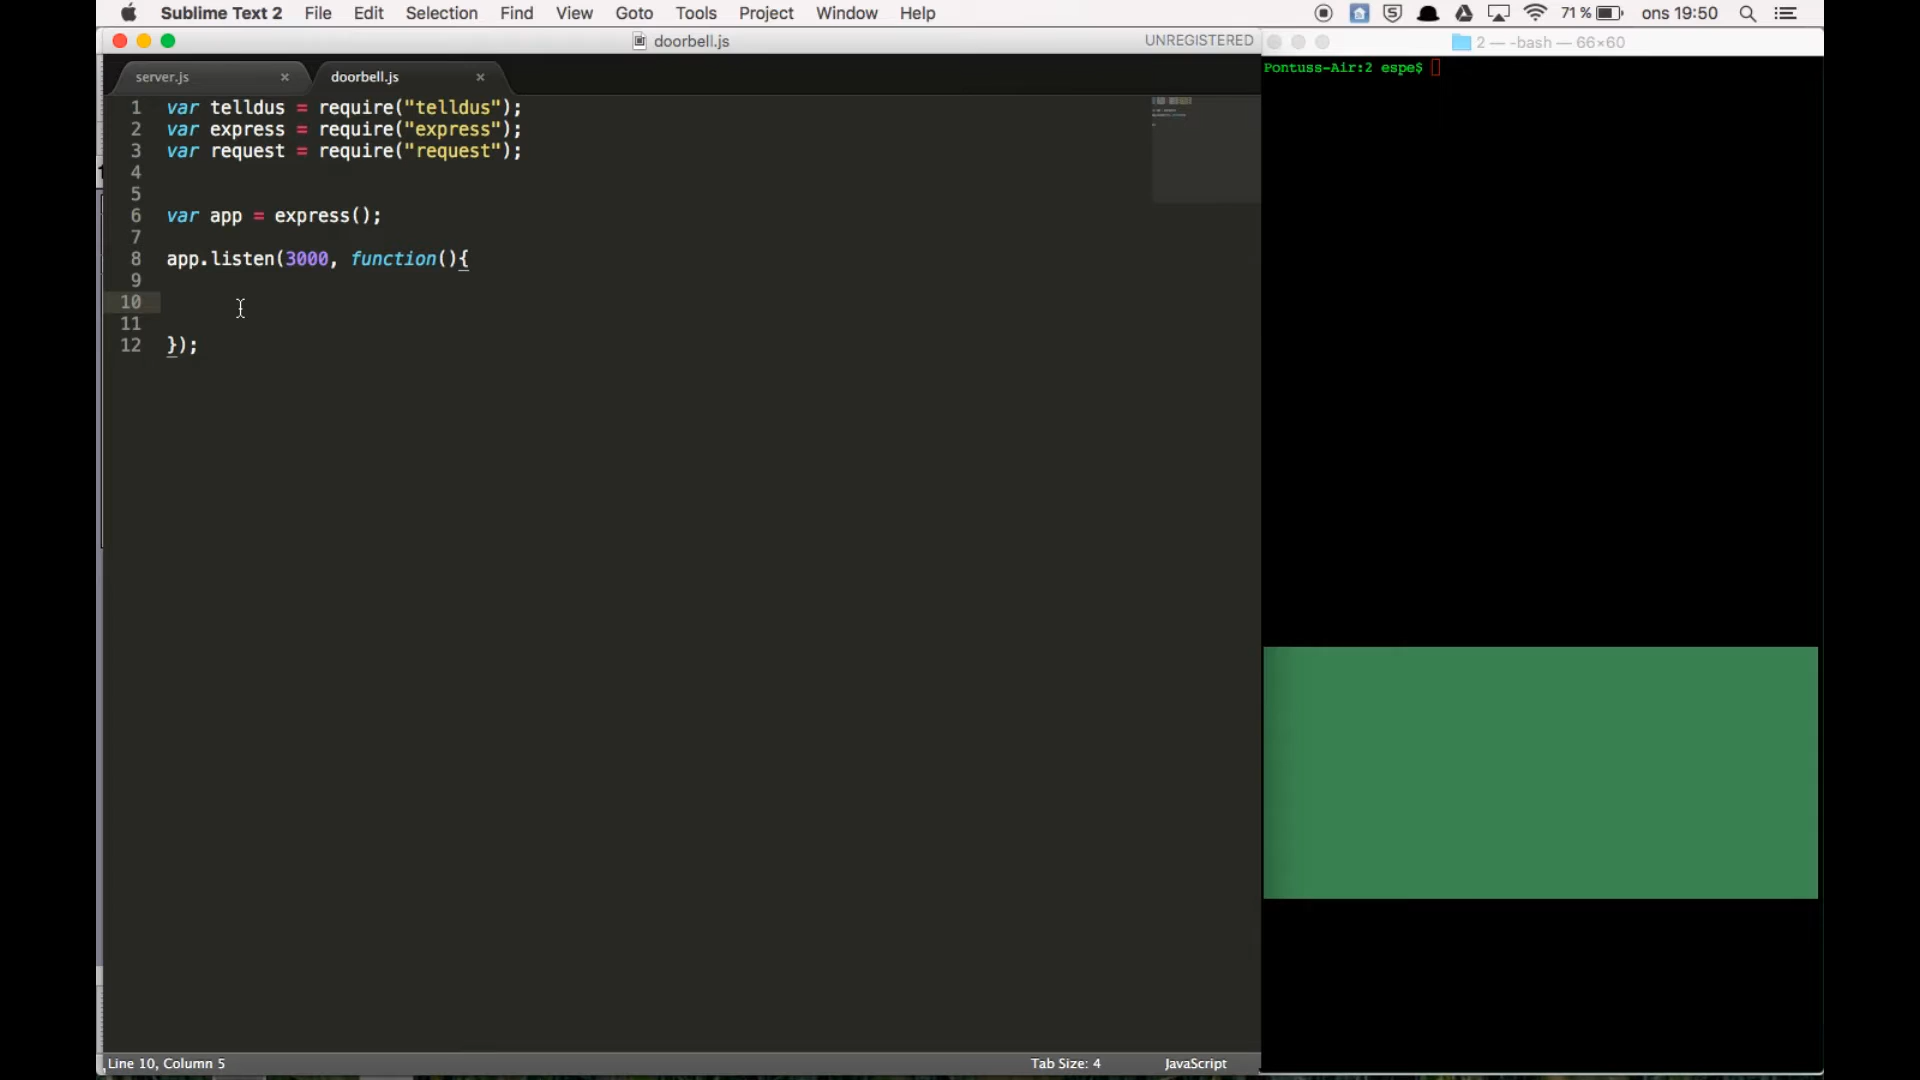 Sublime Text 2 File Edit Selection Find View Goto Tools Project Window Help 71 % ons 19:50
doorbell.js UNREGISTERED
2 — -bash — 66×60
server.js × doorbell.js ×
Pontuss-Air:2 espe$
1 var telldus = require("telldus");
2 var express = require("express");
3 var request = require("request");
4
5
6 var app = express();
7
8 app.listen(3000, function(){
9
10
11
12 });
Line 10, Column 5 Tab Size: 4 JavaScript